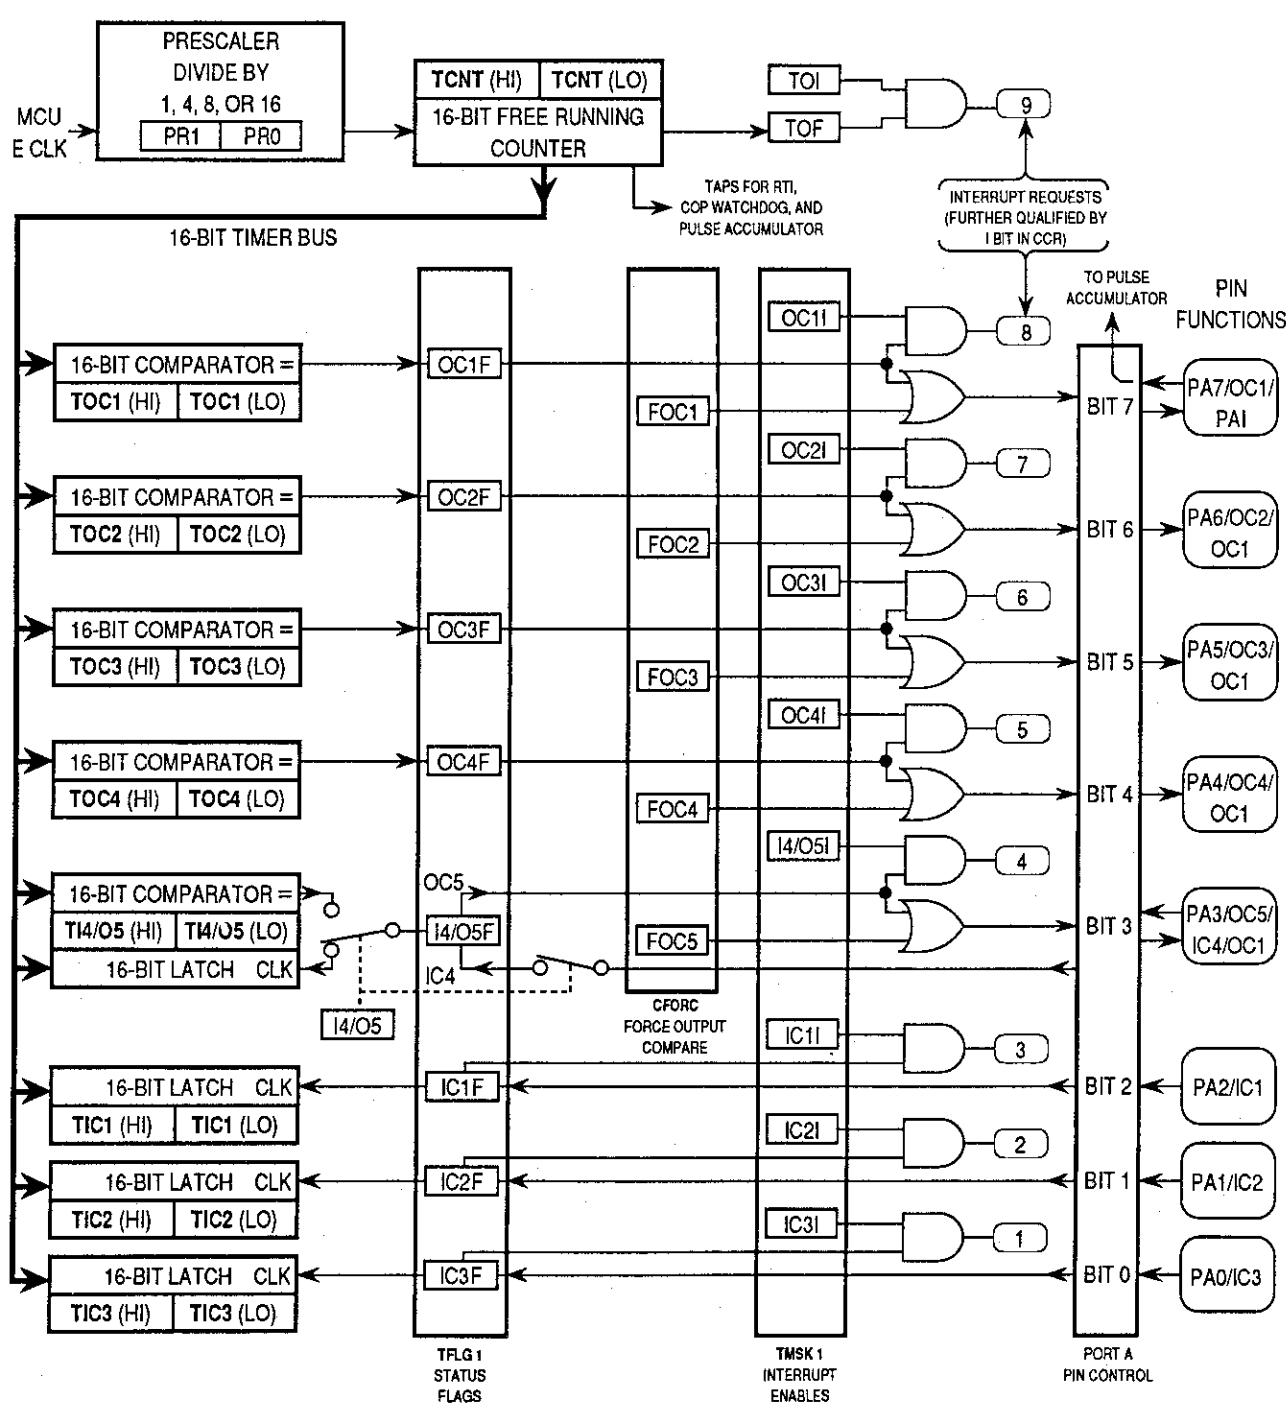 PRESCALER
DIVIDE BY
1, 4, 8, OR 16
PR1 PR0
MCU
E CLK
TCNT (HI) TCNT (LO)
16-BIT FREE RUNNING
COUNTER
TOI
TOF
9
TAPS FOR RTI,
COP WATCHDOG, AND
PULSE ACCUMULATOR
INTERRUPT REQUESTS
(FURTHER QUALIFIED BY
I BIT IN CCR)
16-BIT TIMER BUS
TO PULSE
ACCUMULATOR
PIN
FUNCTIONS
OC1I
8
16-BIT COMPARATOR =
TOC1 (HI) TOC1 (LO)
OC1F
FOC1
BIT 7
PA7/OC1/
PAI
OC2I
7
16-BIT COMPARATOR =
TOC2 (HI) TOC2 (LO)
OC2F
FOC2
BIT 6
PA6/OC2/
OC1
OC3I
6
16-BIT COMPARATOR =
TOC3 (HI) TOC3 (LO)
OC3F
FOC3
BIT 5
PA5/OC3/
OC1
OC4I
5
16-BIT COMPARATOR =
TOC4 (HI) TOC4 (LO)
OC4F
FOC4
BIT 4
PA4/OC4/
OC1
I4/O5I
4
16-BIT COMPARATOR =
TI4/O5 (HI) TI4/O5 (LO)
16-BIT LATCH CLK
OC5
I4/O5F
IC4
FOC5
BIT 3
PA3/OC5/
IC4/OC1
I4/O5
CFORC
FORCE OUTPUT
COMPARE
IC1I
3
16-BIT LATCH CLK
TIC1 (HI) TIC1 (LO)
IC1F
BIT 2
PA2/IC1
IC2I
2
16-BIT LATCH CLK
TIC2 (HI) TIC2 (LO)
IC2F
BIT 1
PA1/IC2
IC3I
1
16-BIT LATCH CLK
TIC3 (HI) TIC3 (LO)
IC3F
BIT 0
PA0/IC3
TFLG 1
STATUS
FLAGS
TMSK 1
INTERRUPT
ENABLES
PORT A
PIN CONTROL